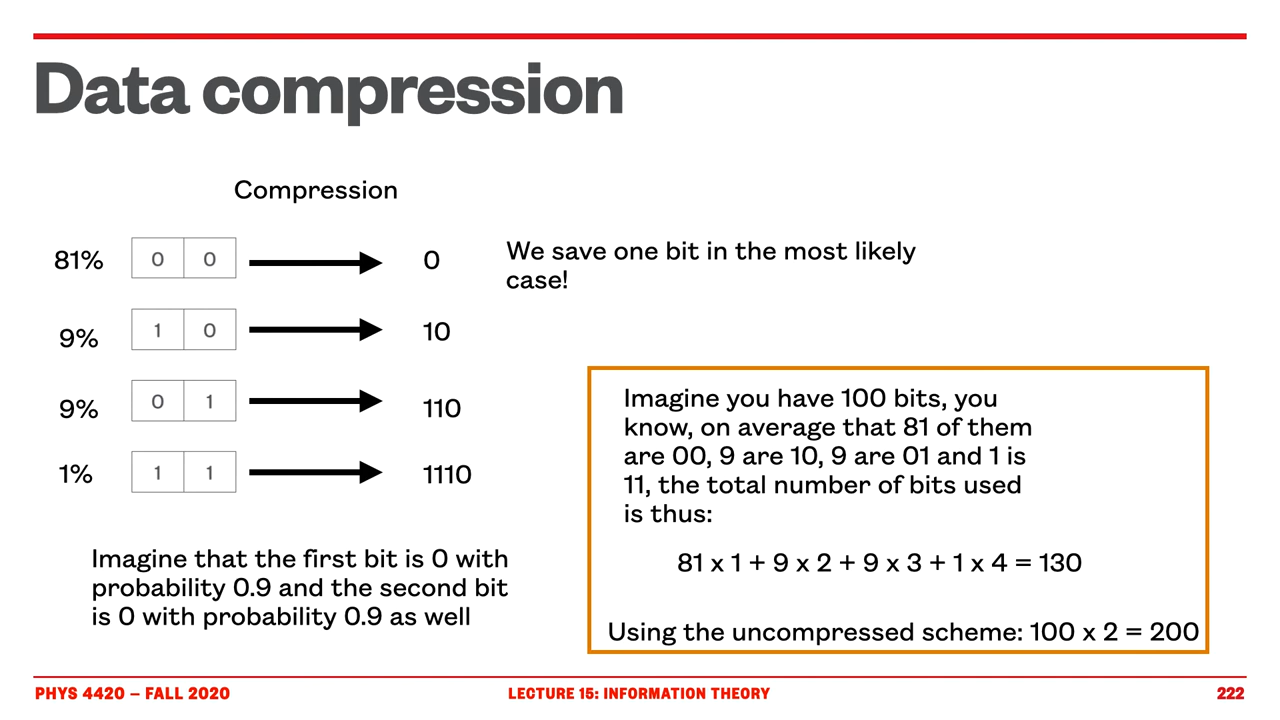 Data compression
Compression
81% 0 0 0
We save one bit in the most likely
case!
9% 1 0 10
9% 0 1 110
1% 1 1 1110
Imagine that the first bit is 0 with
probability 0.9 and the second bit
is 0 with probability 0.9 as well
Imagine you have 100 bits, you
know, on average that 81 of them
are 00, 9 are 10, 9 are 01 and 1 is
11, the total number of bits used
is thus:
81 x 1 + 9 x 2 + 9 x 3 + 1 x 4 = 130
Using the uncompressed scheme: 100 x 2 = 200
PHYS 4420 – FALL 2020
LECTURE 15: INFORMATION THEORY
222